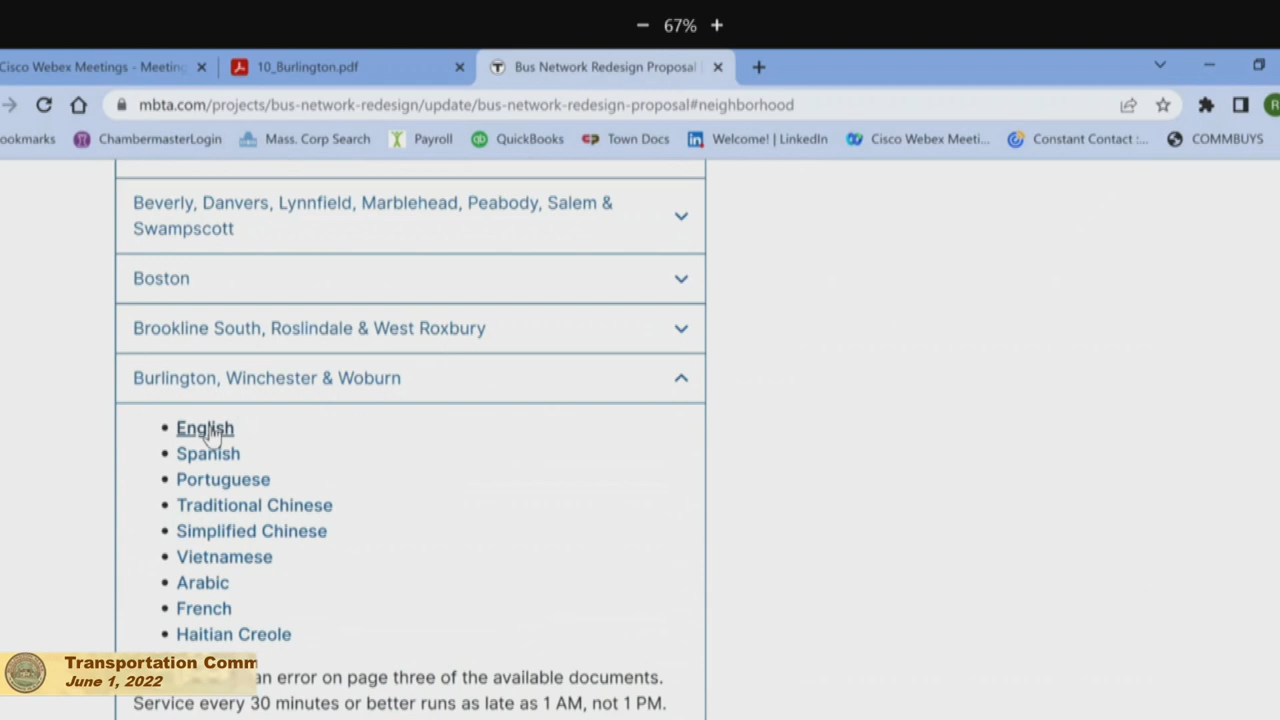 67%
Cisco Webex Meetings - Meeting
10_Burlington.pdf
Bus Network Redesign Proposal
mbta.com/projects/bus-network-redesign/update/bus-network-redesign-proposal#neighborhood
ookmarks
ChambermasterLogin
Mass. Corp Search
Payroll
QuickBooks
Town Docs
Welcome! | LinkedIn
Cisco Webex Meeti...
Constant Contact :...
COMMBUYS
Beverly, Danvers, Lynnfield, Marblehead, Peabody, Salem &
Swampscott
Boston
Brookline South, Roslindale & West Roxbury
Burlington, Winchester & Woburn
English
Spanish
Portuguese
Traditional Chinese
Simplified Chinese
Vietnamese
Arabic
French
Haitian Creole
an error on page three of the available documents.
Service every 30 minutes or better runs as late as 1 AM, not 1 PM.
Transportation Comm
June 1, 2022